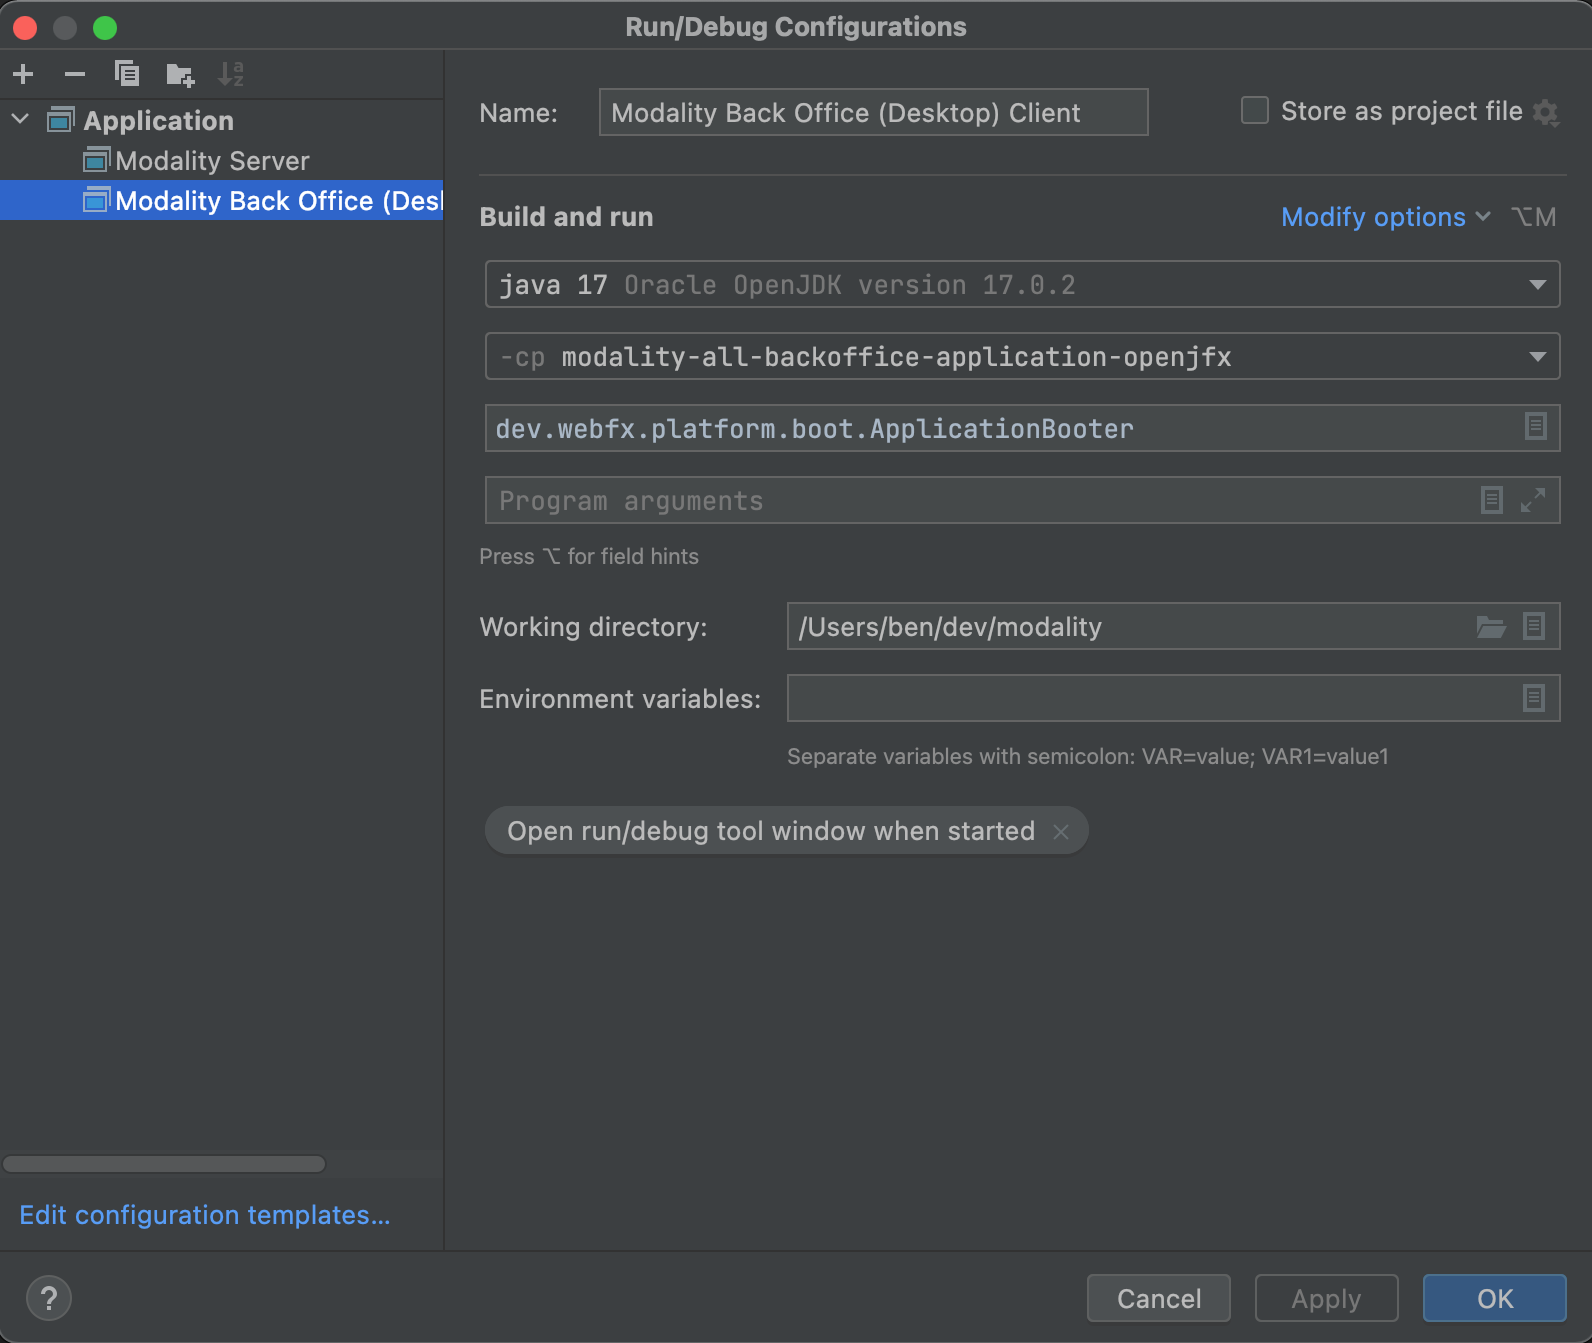 Run/Debug Configurations
Application
Modality Server
Modality Back Office (Desk
Edit configuration templates...
Name: Modality Back Office (Desktop) Client
Store as project file
Build and run
Modify options ⌥M
java 17 Oracle OpenJDK version 17.0.2
-cp modality-all-backoffice-application-openjfx
dev.webfx.platform.boot.ApplicationBooter
Program arguments
Press ⌥ for field hints
Working directory: /Users/ben/dev/modality
Environment variables:
Separate variables with semicolon: VAR=value; VAR1=value1
Open run/debug tool window when started
?
Cancel
Apply
OK